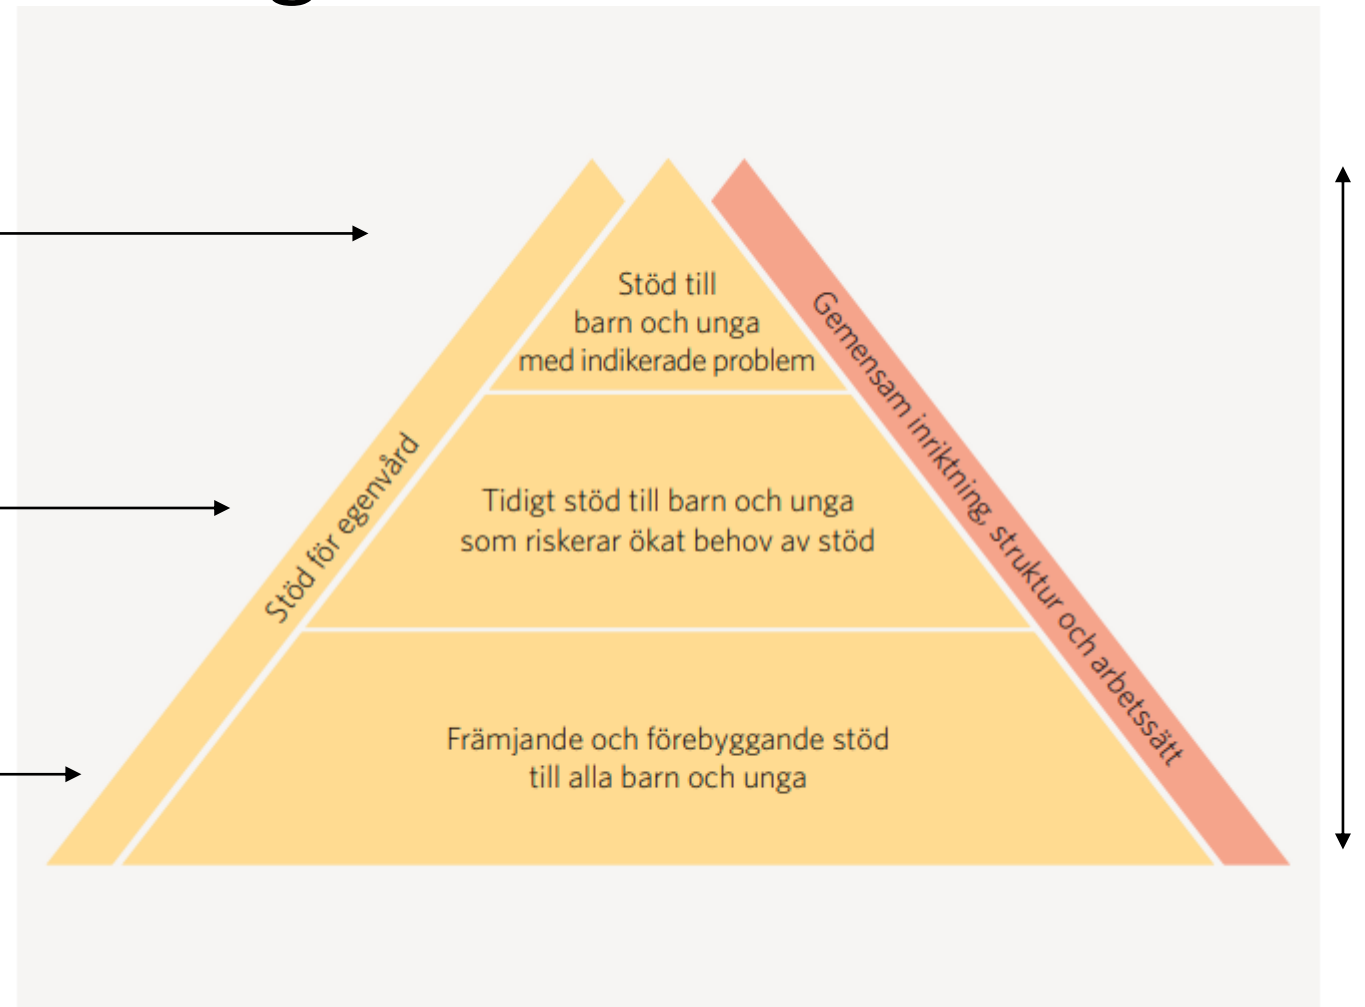 Stöd till
barn och unga
med indikerade problem
Tidigt stöd till barn och unga
som riskerar ökat behov av stöd
Främjande och förebyggande stöd
till alla barn och unga
Stöd för egenvård
Gemensam inriktning, struktur och arbetssätt